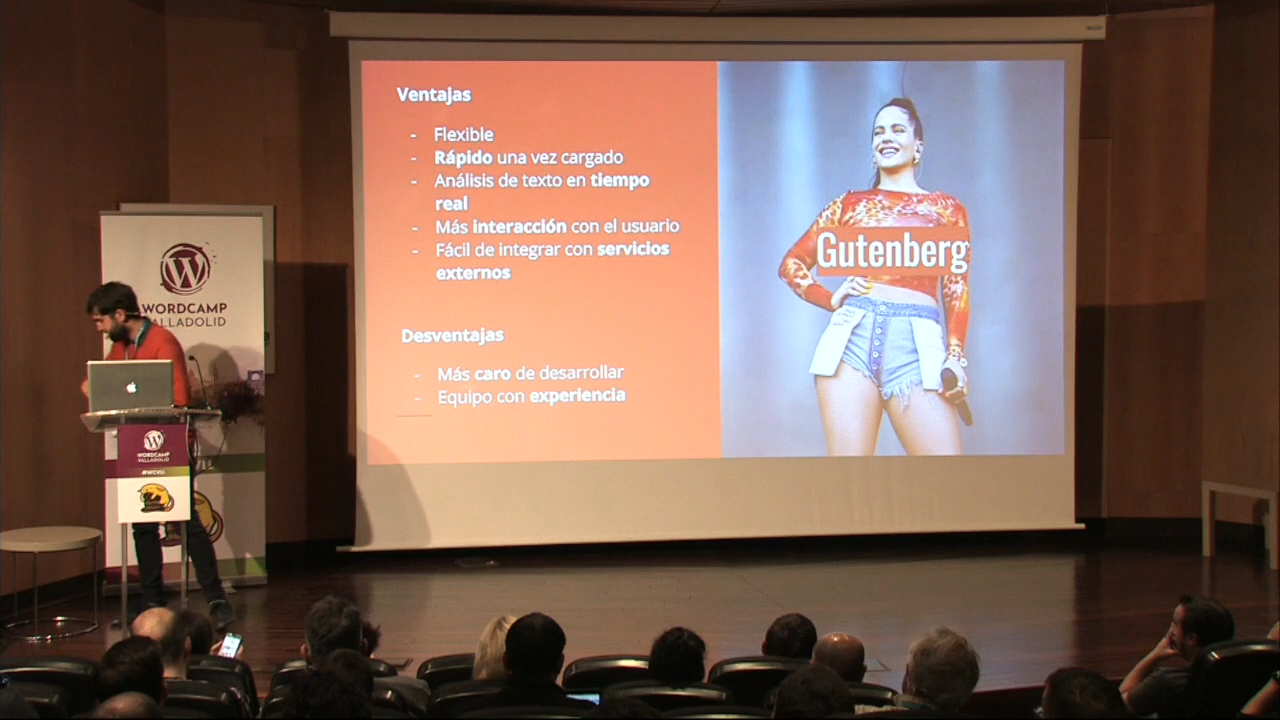 Ventajas
- Flexible
- Rápido una vez cargado
- Análisis de texto en tiempo
real
- Más interacción con el usuario
- Fácil de integrar con servicios
externos
Desventajas
- Más caro de desarrollar
- Equipo con experiencia
Gutenberg
WORDCAMP
VALLADOLID
WORDCAMP
VALLADOLID
#WCVLL